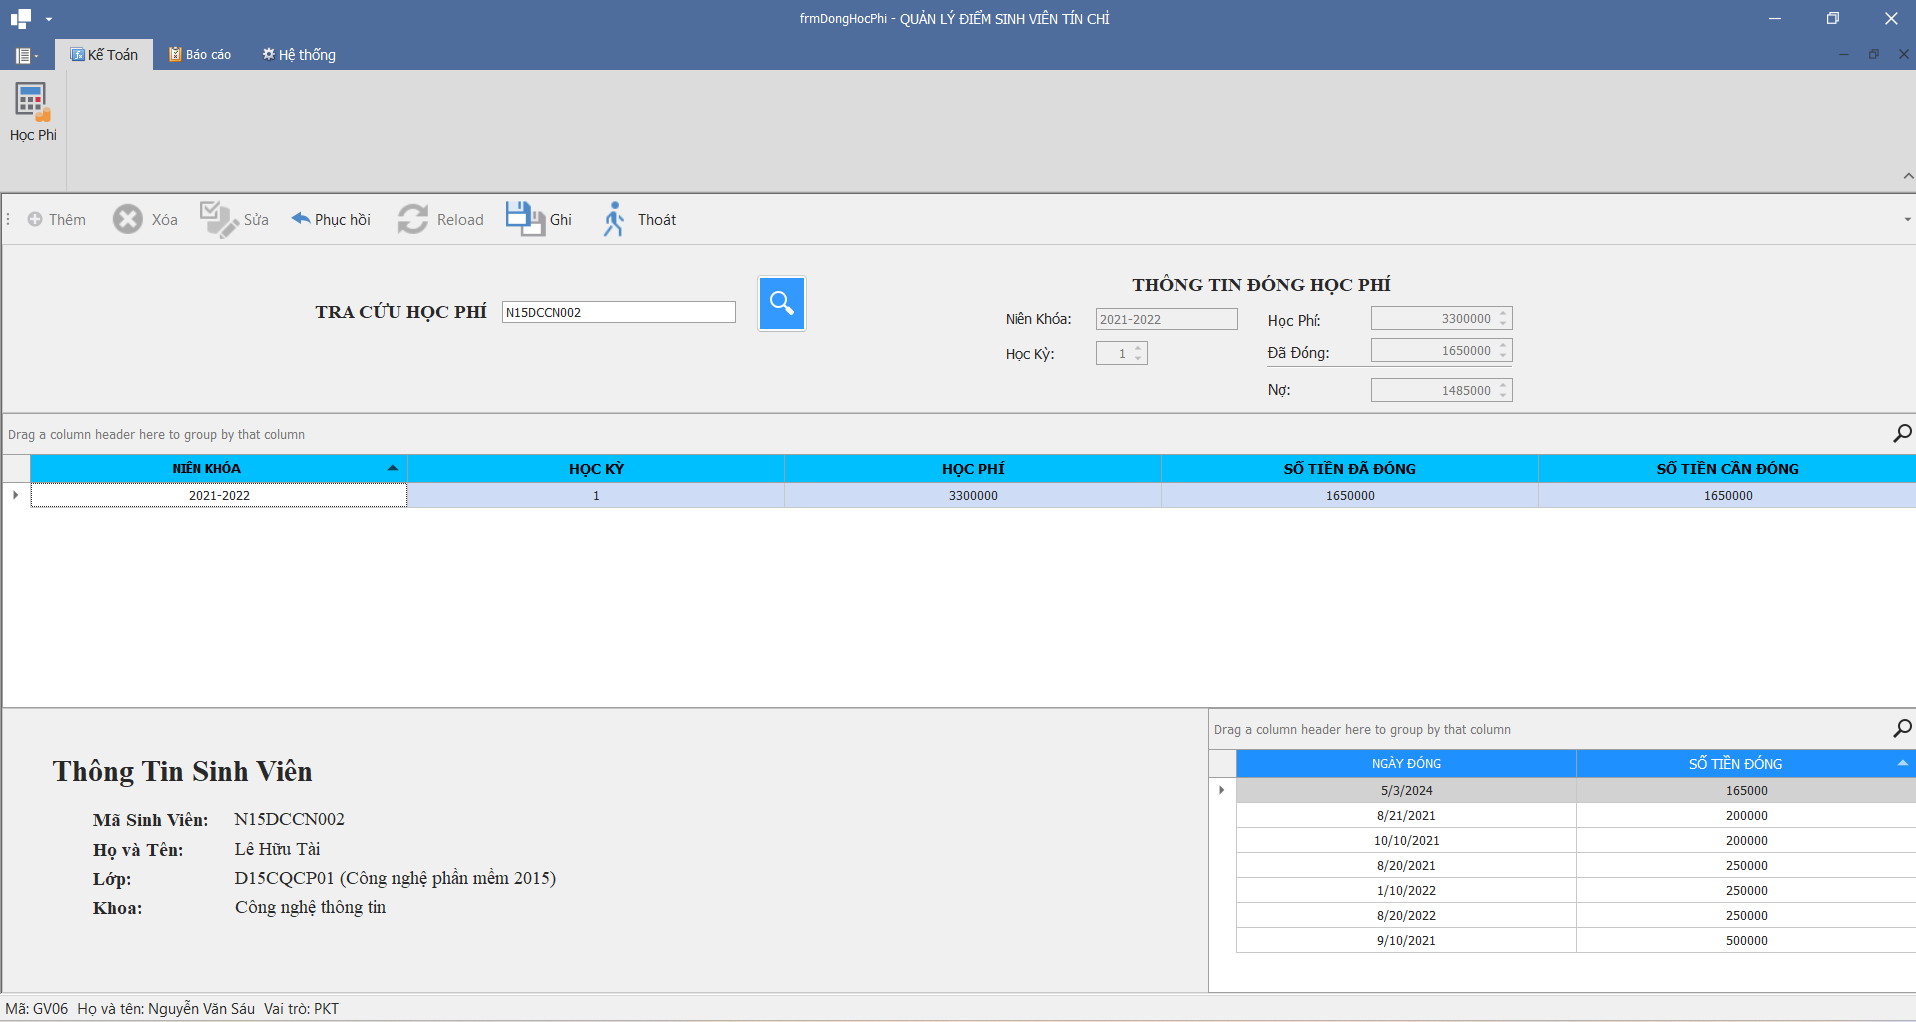 frmDongHocPhi - QUẢN LÝ ĐIỂM SINH VIÊN TÍN CHỈ
Kế Toán Báo cáo Hệ thống
Học Phi
Thêm Xóa Sửa Phục hồi Reload Ghi Thoát
TRA CỨU HỌC PHÍ N15DCCN002
THÔNG TIN ĐÓNG HỌC PHÍ
Niên Khóa: 2021-2022 Học Phí: 3300000
Học Kỳ: 1 Đã Đóng: 1650000
Nợ: 1485000
Drag a column header here to group by that column
NIÊN KHÓA HỌC KỲ HỌC PHÍ SỐ TIỀN ĐÃ ĐÓNG SỐ TIỀN CẦN ĐÓNG
2021-2022 1 3300000 1650000 1650000
Thông Tin Sinh Viên
Mã Sinh Viên: N15DCCN002
Họ và Tên: Lê Hữu Tài
Lớp: D15CQCP01 (Công nghệ phần mềm 2015)
Khoa: Công nghệ thông tin
Drag a column header here to group by that column
NGÀY ĐÓNG SỐ TIỀN ĐÓNG
5/3/2024 165000
8/21/2021 200000
10/10/2021 200000
8/20/2021 250000
1/10/2022 250000
8/20/2022 250000
9/10/2021 500000
Mã: GV06 Họ và tên: Nguyễn Văn Sáu Vai trò: PKT